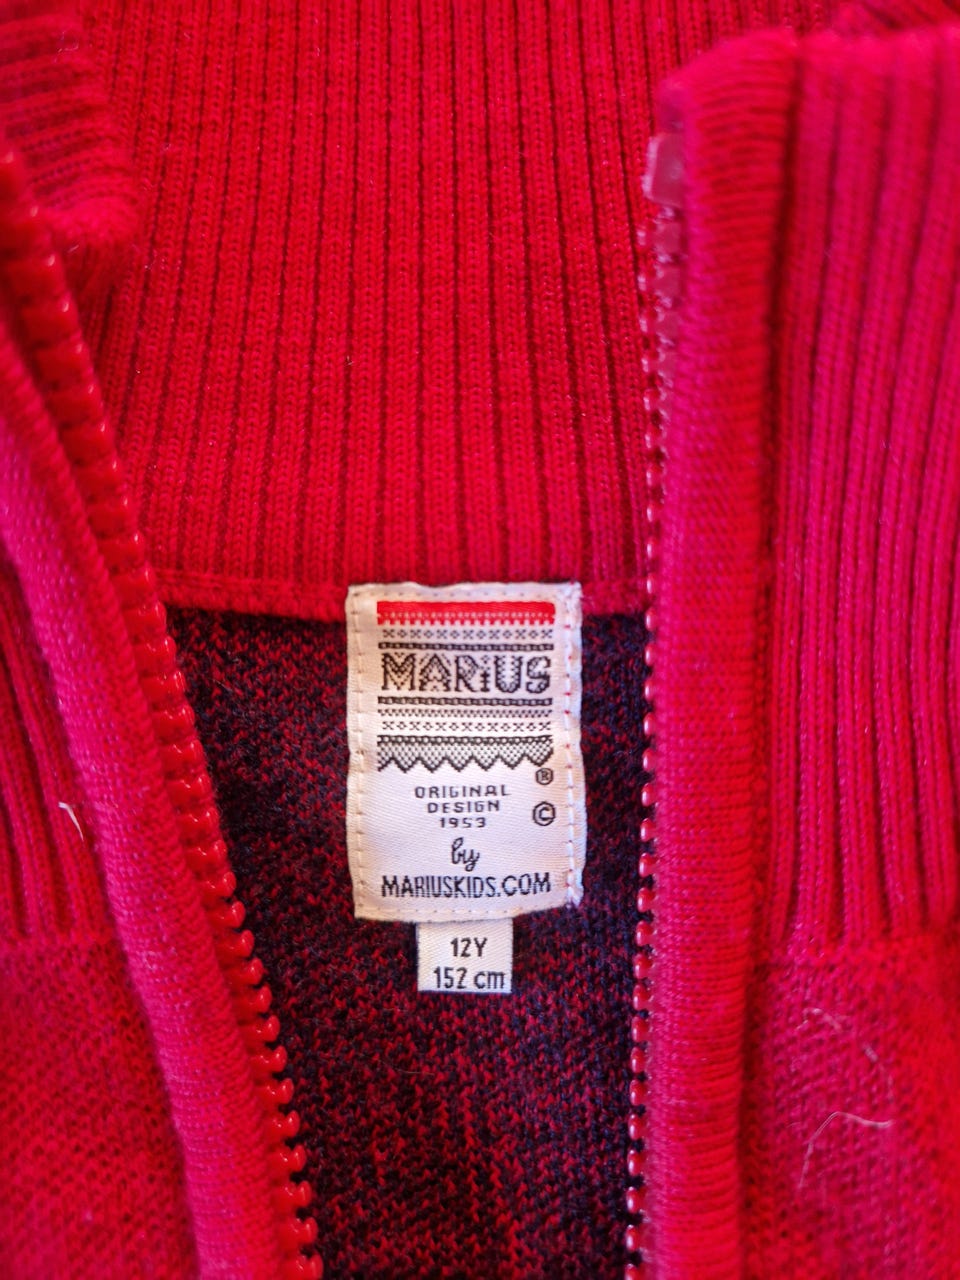 MARiUS
®
ORIGINAL
DESIGN
1953
©
by
MARIUSKIDS.COM
12Y
152 cm